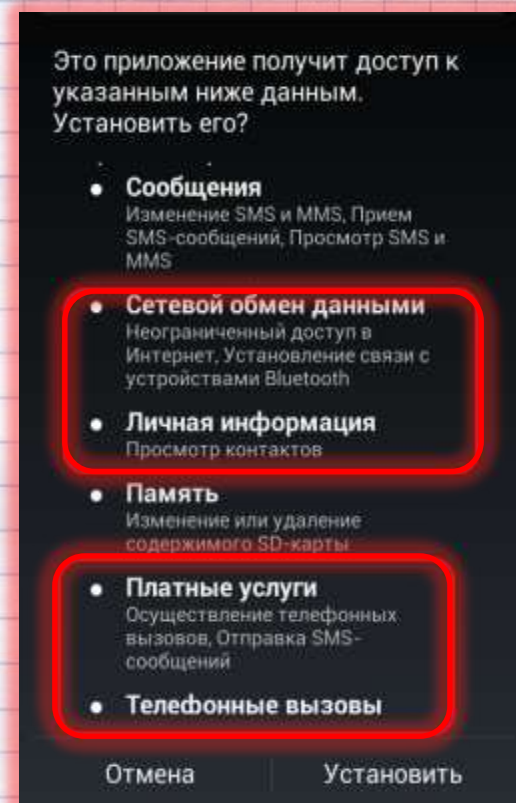 Это приложение получит доступ к
указанным ниже данным.
Установить его?
• Сообщения
Изменение SMS и MMS, Прием
SMS-сообщений, Просмотр SMS и
MMS
• Сетевой обмен данными
Неограниченный доступ в
Интернет, Установление связи с
устройствами Bluetooth
• Личная информация
Просмотр контактов
• Память
Изменение или удаление
содержимого SD-карты
• Платные услуги
Осуществление телефонных
вызовов, Отправка SMS-
сообщений
• Телефонные вызовы
Отмена
Установить